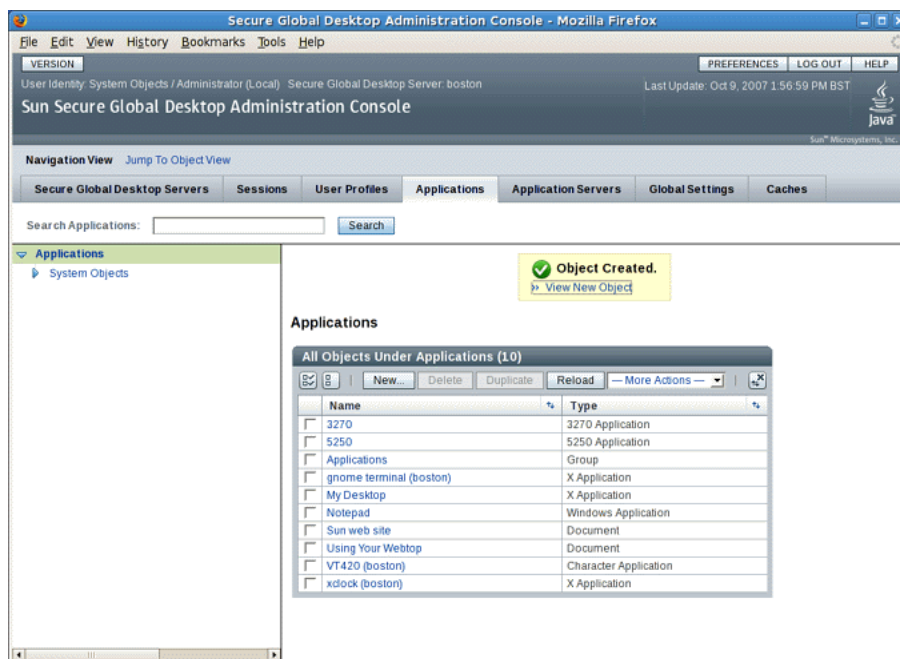 Secure Global Desktop Administration Console - Mozilla Firefox
File Edit View History Bookmarks Tools Help
VERSION PREFERENCES LOG OUT HELP
User Identity: System Objects / Administrator (Local) Secure Global Desktop Server: boston Last Update: Oct 9, 2007 1:56:59 PM BST
Sun Secure Global Desktop Administration Console
Java
Sun™ Microsystems, Inc.
Navigation View Jump To Object View
Secure Global Desktop Servers Sessions User Profiles Applications Application Servers Global Settings Caches
Search Applications: Search
Applications
System Objects
Object Created.
» View New Object
Applications
All Objects Under Applications (10)
New... Delete Duplicate Reload — More Actions —
Name Type
3270 3270 Application
5250 5250 Application
Applications Group
gnome terminal (boston) X Application
My Desktop X Application
Notepad Windows Application
Sun web site Document
Using Your Webtop Document
VT420 (boston) Character Application
xclock (boston) X Application